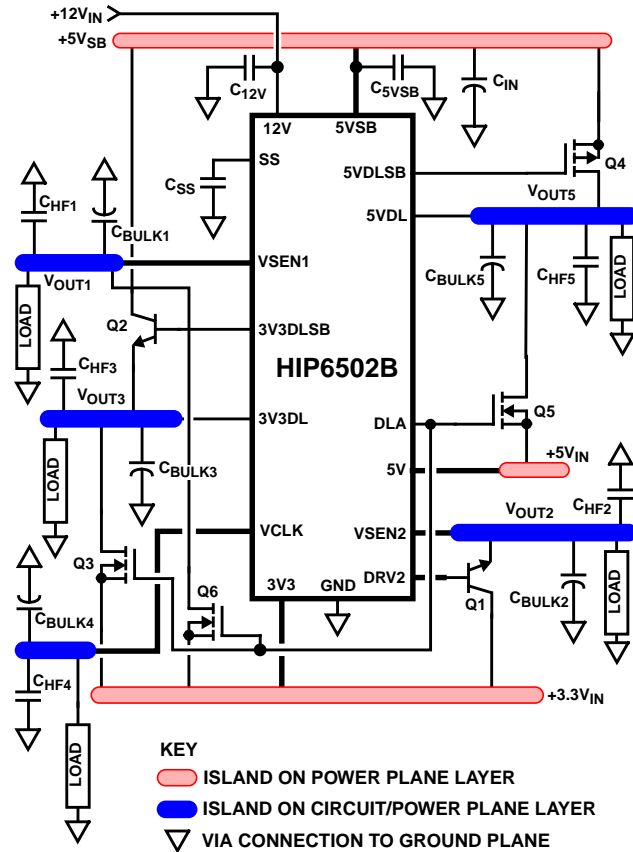 +12VIN
+5VSB
C12V
C5VSB
CIN
12V
5VSB
SS
CSS
5VDLSB
Q4
CHF1
CBULK1
VOUT5
5VDL
VSEN1
VOUT1
CBULK5
CHF5
LOAD
LOAD
Q2
3V3DLSB
CHF3
HIP6502B
VOUT3
3V3DL
DLA
Q5
+5VIN
5V
LOAD
CBULK3
CHF2
VOUT2
VCLK
VSEN2
Q3
Q6
3V3
GND
DRV2
Q1
CBULK2
LOAD
CBULK4
CHF4
+3.3VIN
LOAD
KEY
ISLAND ON POWER PLANE LAYER
ISLAND ON CIRCUIT/POWER PLANE LAYER
VIA CONNECTION TO GROUND PLANE